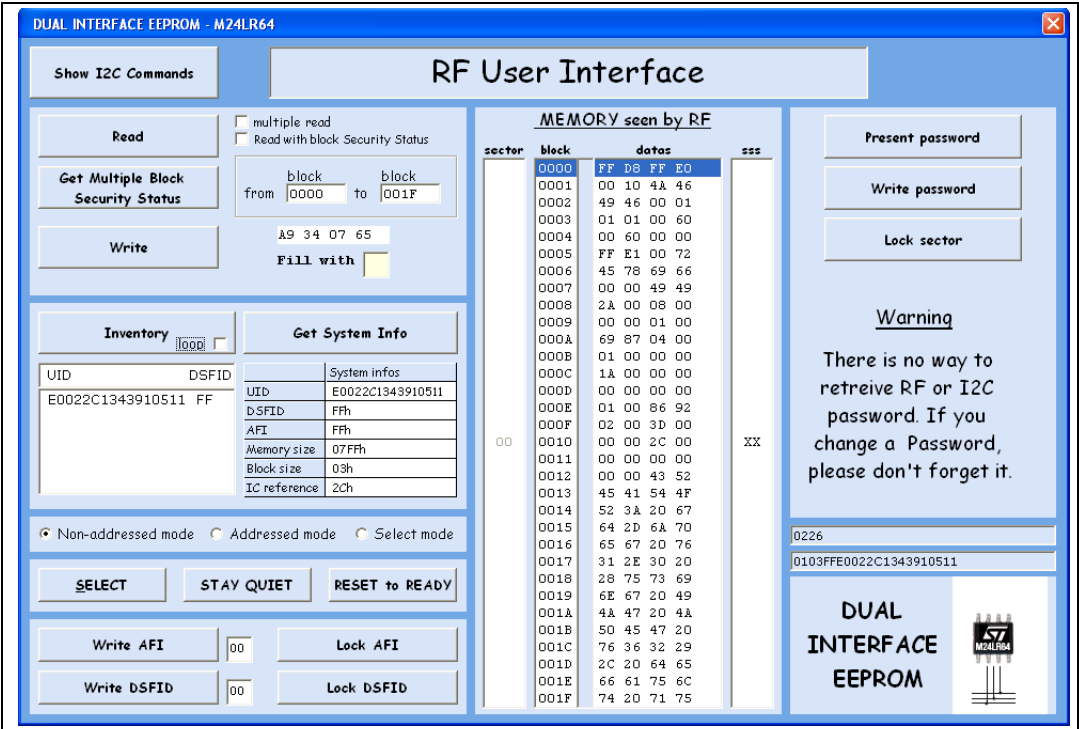 DUAL INTERFACE EEPROM - M24LR64
Show I2C Commands
RF User Interface
Read
multiple read
Read with block Security Status
Get Multiple Block
Security Status
block block
from 0000 to 001F
Write
A9 34 07 65
Fill with
Inventory
loop
Get System Info
UID DSFID
E0022C1343910511 FF
System infos
UID E0022C1343910511
DSFID FFh
AFI FFh
Memory size 07FFh
Block size 03h
IC reference 2Ch
Non-addressed mode Addressed mode Select mode
SELECT STAY QUIET RESET to READY
Write AFI 00 Lock AFI
Write DSFID 00 Lock DSFID
MEMORY seen by RF
sector block datas sss
0000 FF D8 FF E0
0001 00 10 4A 46
0002 49 46 00 01
0003 01 01 00 60
0004 00 60 00 00
0005 FF E1 00 72
0006 45 78 69 66
0007 00 00 49 49
0008 2A 00 08 00
0009 00 00 01 00
000A 69 87 04 00
000B 01 00 00 00
000C 1A 00 00 00
000D 00 00 00 00
000E 01 00 86 92
000F 02 00 3D 00
00 0010 00 00 2C 00 XX
0011 00 00 00 00
0012 00 00 43 52
0013 45 41 54 4F
0014 52 3A 20 67
0015 64 2D 6A 70
0016 65 67 20 76
0017 31 2E 30 20
0018 28 75 73 69
0019 6E 67 20 49
001A 4A 47 20 4A
001B 50 45 47 20
001C 76 36 32 29
001D 2C 20 64 65
001E 66 61 75 6C
001F 74 20 71 75
Present password
Write password
Lock sector
Warning
There is no way to
retreive RF or I2C
password. If you
change a Password,
please don't forget it.
0226
0103FFE0022C1343910511
DUAL
INTERFACE
EEPROM
ST
M24LR64